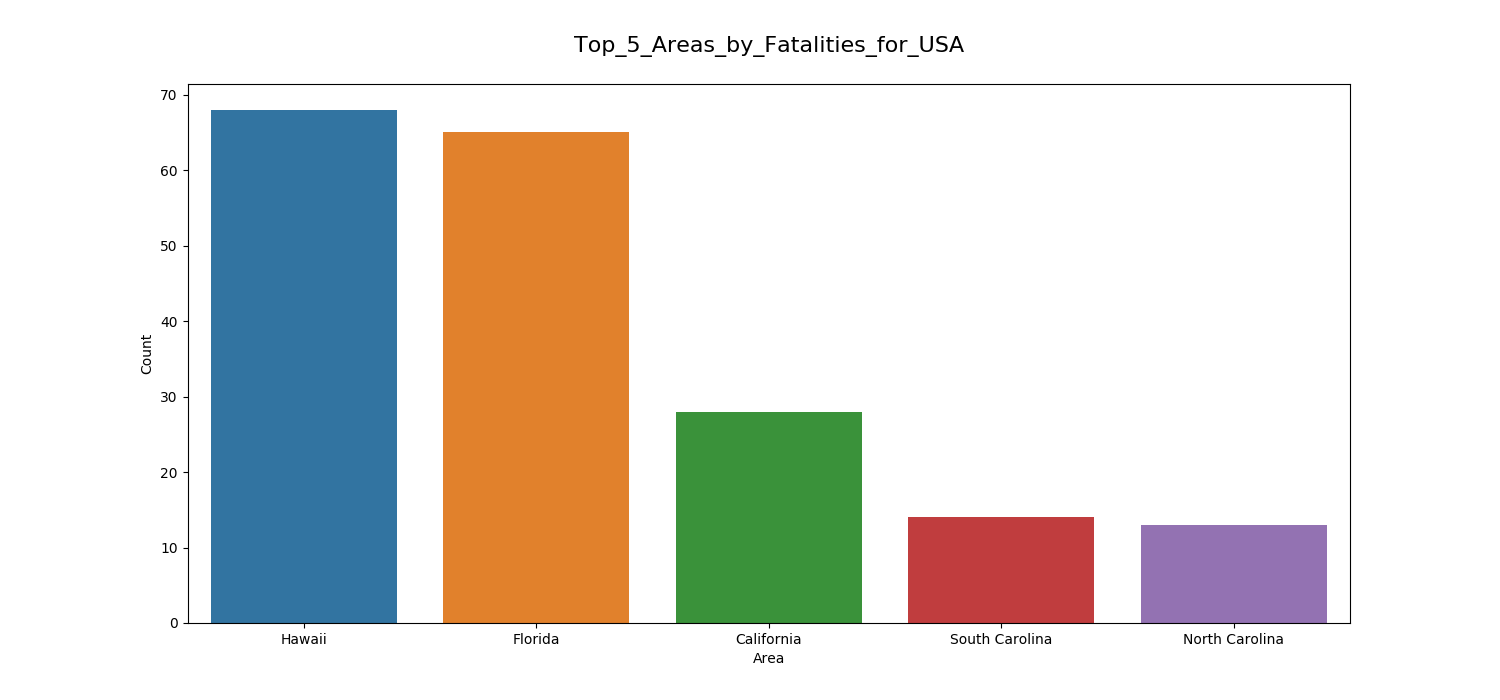 Top_5_Areas_by_Fatalities_for_USA
70
60
50
40
30
20
10
0
Count
Hawaii Florida California South Carolina North Carolina
Area